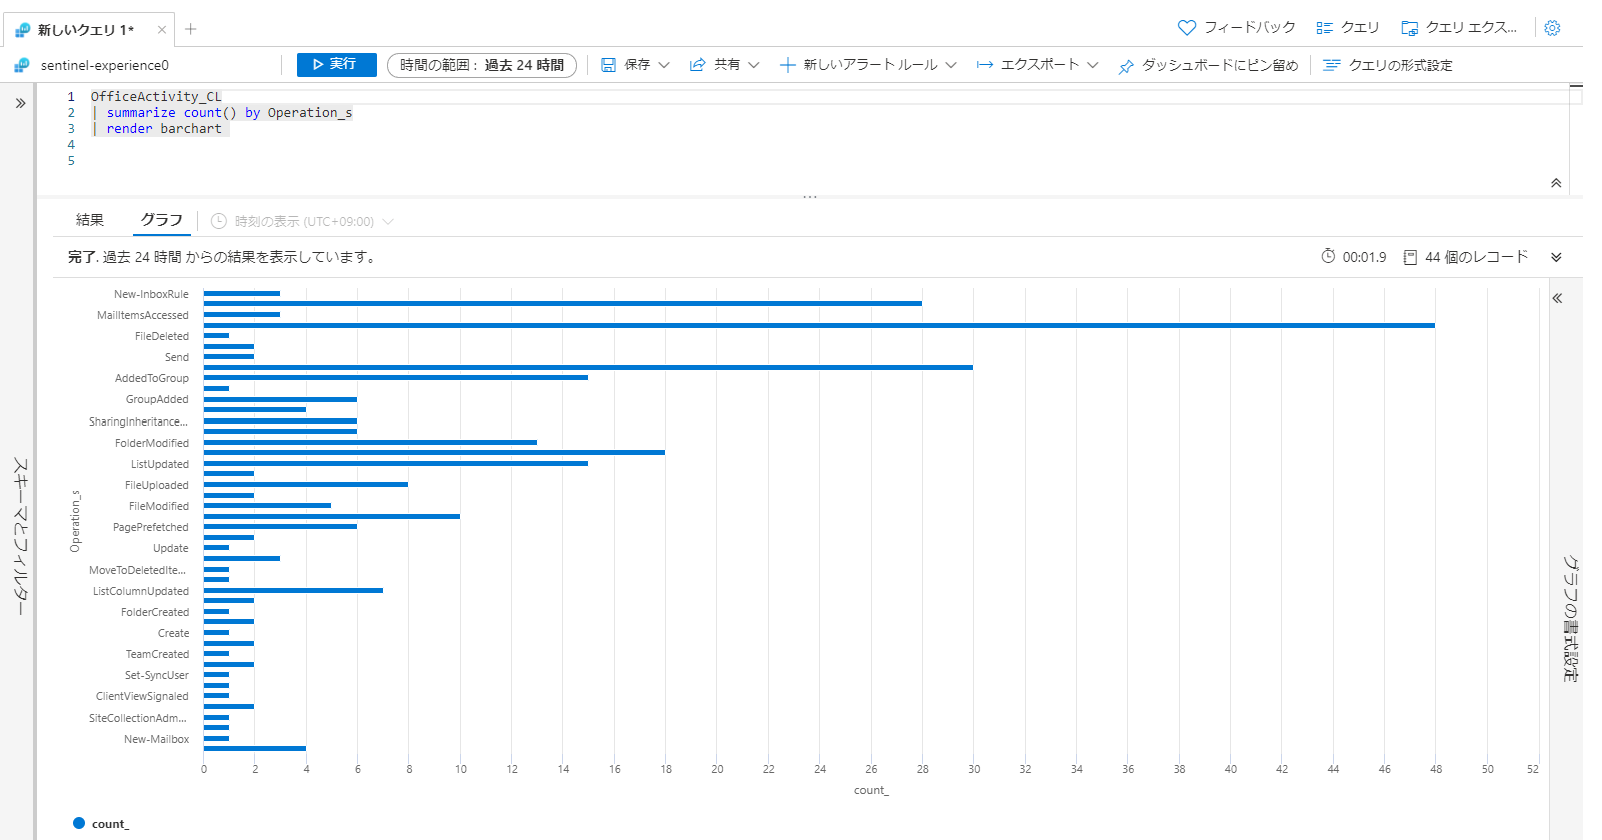 新しいクエリ 1*
フィードバック
クエリ
クエリ エクス...
sentinel-experience0
実行
時間の範囲 : 過去 24 時間
保存
共有
新しいアラート ルール
エクスポート
ダッシュボードにピン留め
クエリの形式設定
1 OfficeActivity_CL
2 | summarize count() by Operation_s
3 | render barchart
4
5
スキーマとフィルター
結果
グラフ
時刻の表示 (UTC+09:00)
完了. 過去 24 時間 からの結果を表示しています。
00:01.9
44 個のレコード
New-InboxRule
MailItemsAccessed
FileDeleted
Send
AddedToGroup
GroupAdded
SharingInheritance...
FolderModified
ListUpdated
FileUploaded
FileModified
PagePrefetched
Update
MoveToDeletedIte...
ListColumnUpdated
FolderCreated
Create
TeamCreated
Set-SyncUser
ClientViewSignaled
SiteCollectionAdm...
New-Mailbox
Operation_s
0 2 4 6 8 10 12 14 16 18 20 22 24 26 28 30 32 34 36 38 40 42 44 46 48 50 52
count_
count_
グラフの書式設定